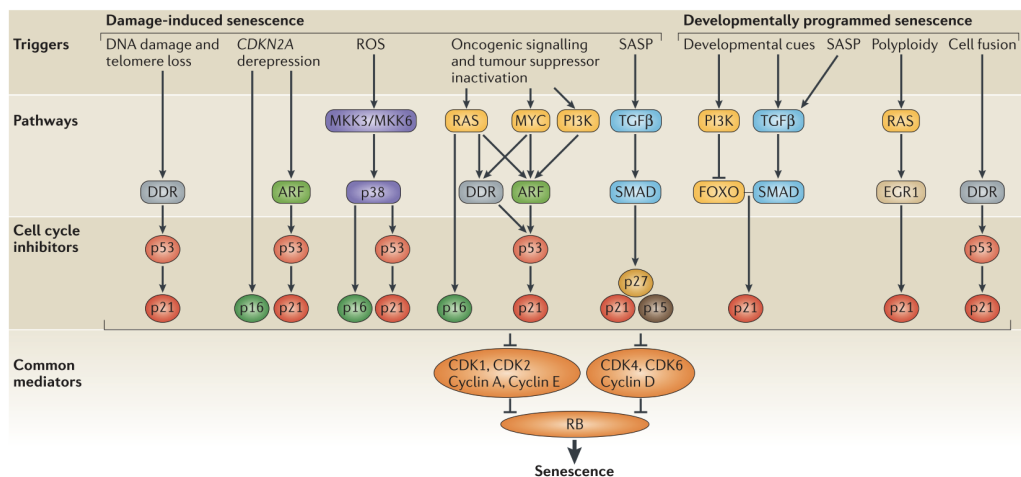 Damage-induced senescence
Developmentally programmed senescence
Triggers
DNA damage and
telomere loss
CDKN2A
derepression
ROS
Oncogenic signalling
and tumour suppressor
inactivation
SASP
Developmental cues
SASP
Polyploidy
Cell fusion
Pathways
MKK3/MKK6
RAS
MYC
PI3K
TGFβ
PI3K
TGFβ
RAS
DDR
ARF
p38
DDR
ARF
SMAD
FOXO
SMAD
EGR1
DDR
Cell cycle
inhibitors
p53
p53
p53
p53
p53
p27
p21
p16
p21
p16
p21
p16
p21
p21
p15
p21
p21
p21
Common
mediators
CDK1, CDK2
Cyclin A, Cyclin E
CDK4, CDK6
Cyclin D
RB
Senescence